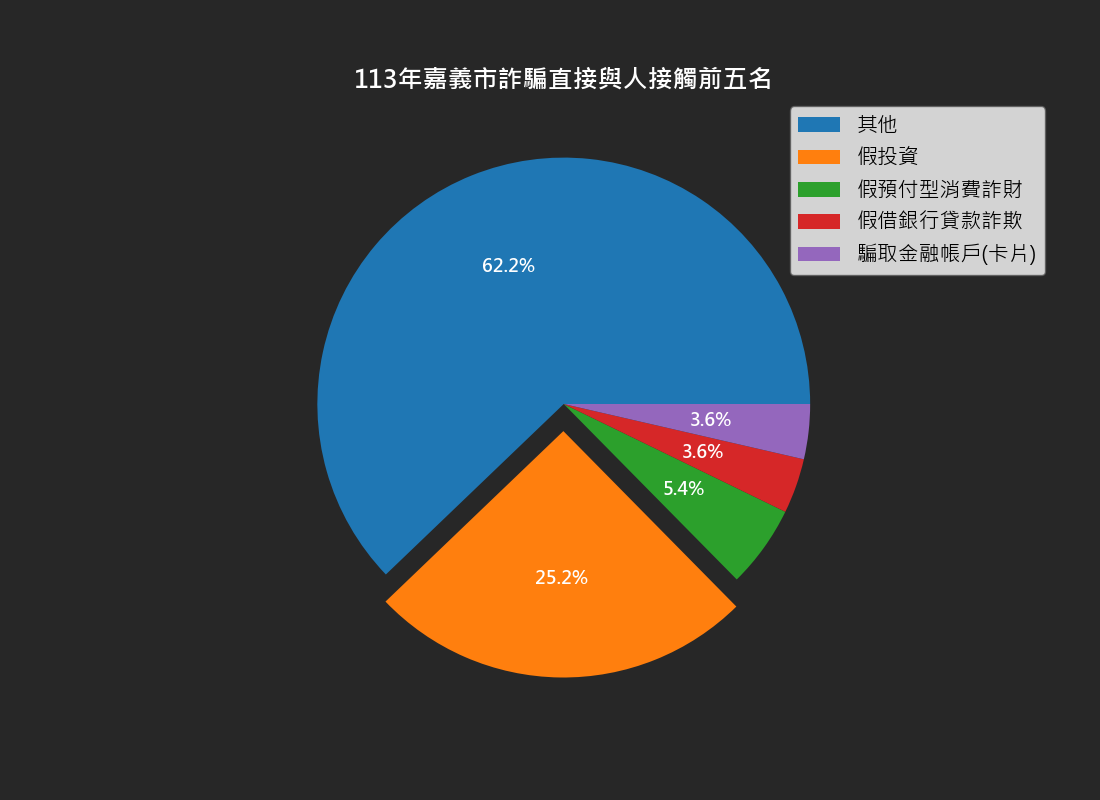 113年嘉義市詐騙直接與人接觸前五名
其他
假投資
假預付型消費詐財
假借銀行貸款詐欺
騙取金融帳戶(卡片)
62.2%
3.6%
3.6%
5.4%
25.2%